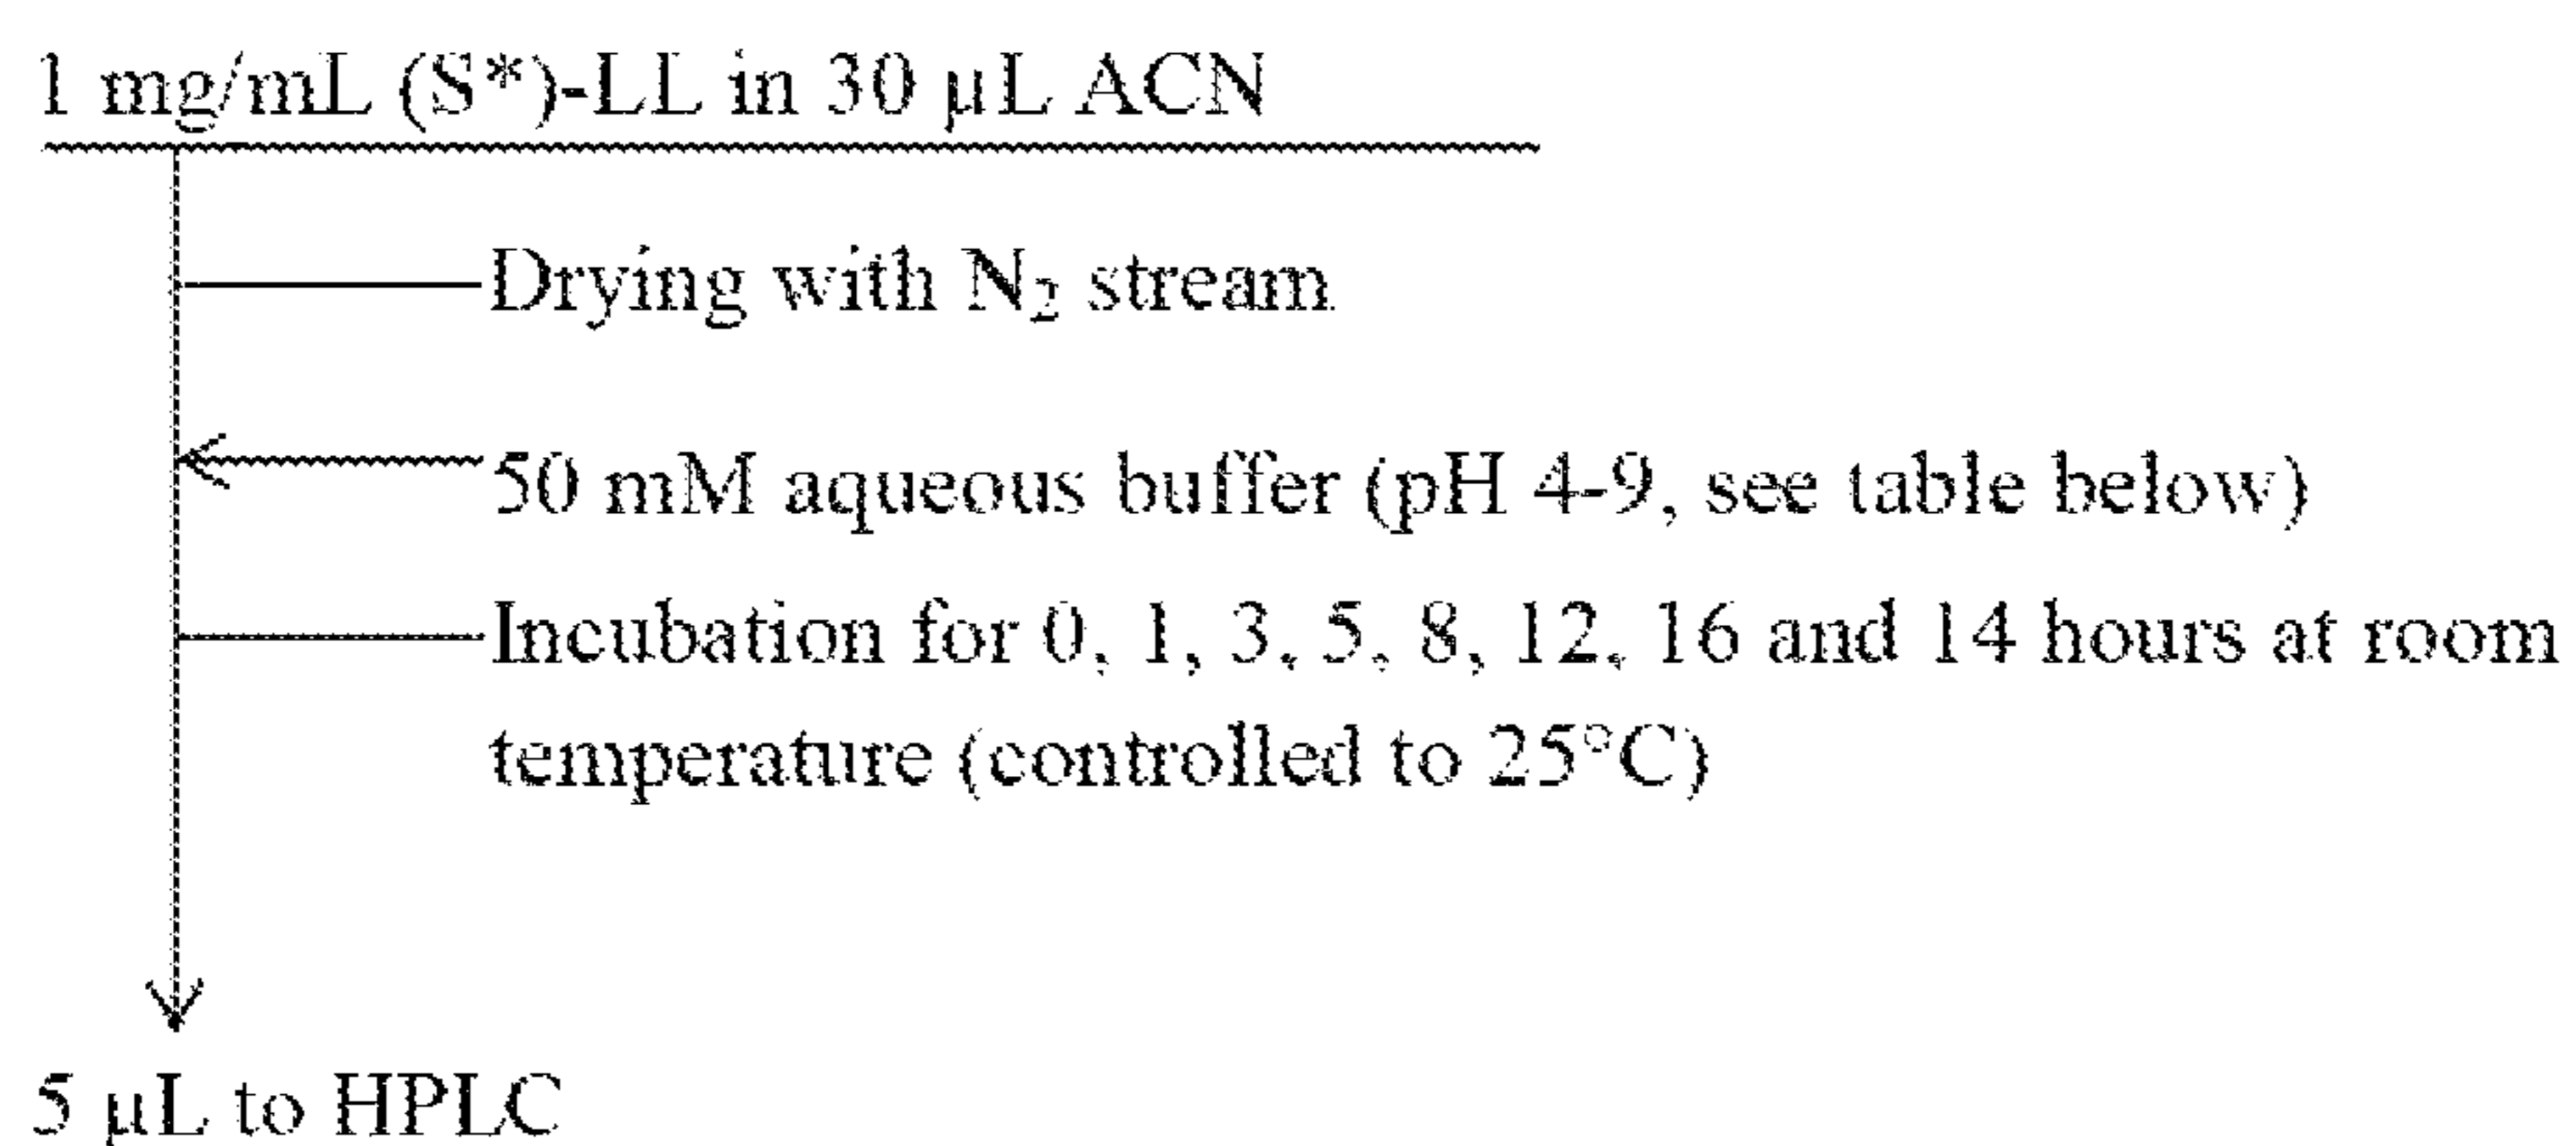 1 mg/mL (S*)-LL in 30 µL ACN
Drying with N₂ stream
50 mM aqueous buffer (pH 4-9, see table below)
Incubation for 0, 1, 3, 5, 8, 12, 16 and 14 hours at room
temperature (controlled to 25°C)
5 µL to HPLC